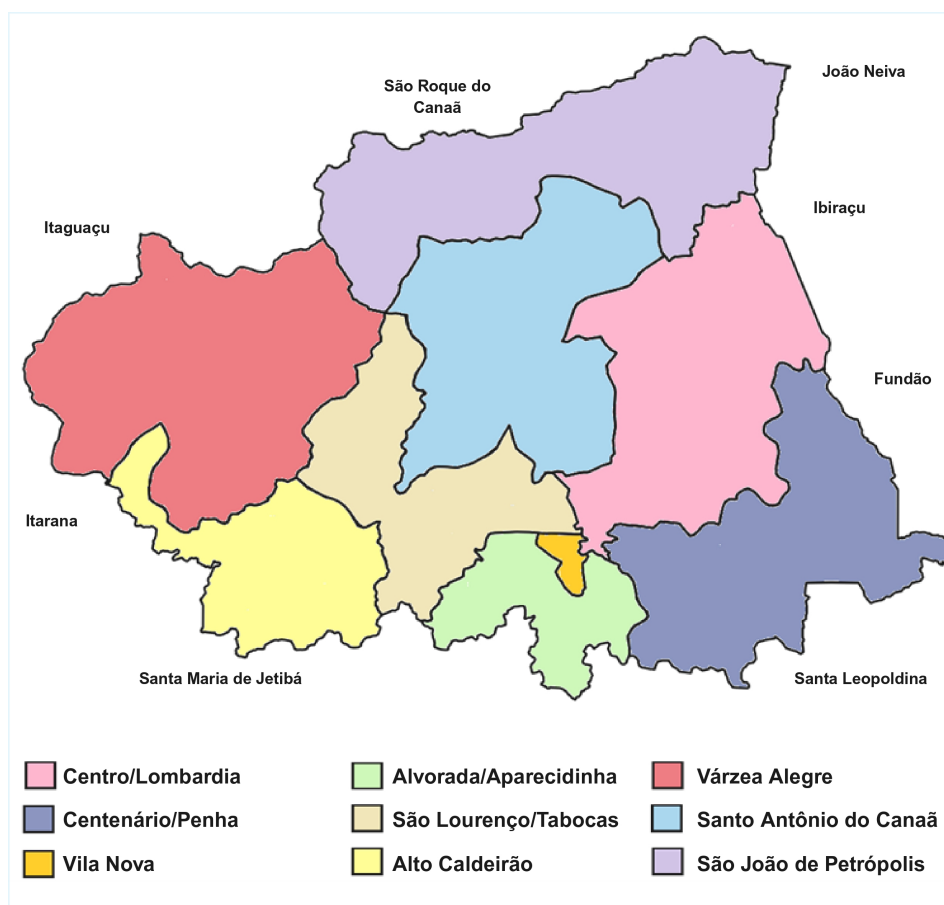 João Neiva
São Roque do
Canaã
Ibiraçu
Itaguaçu
Fundão
Itarana
Santa Maria de Jetibá
Santa Leopoldina
Centro/Lombardia
Alvorada/Aparecidinha
Várzea Alegre
Centenário/Penha
São Lourenço/Tabocas
Santo Antônio do Canaã
Vila Nova
Alto Caldeirão
São João de Petrópolis